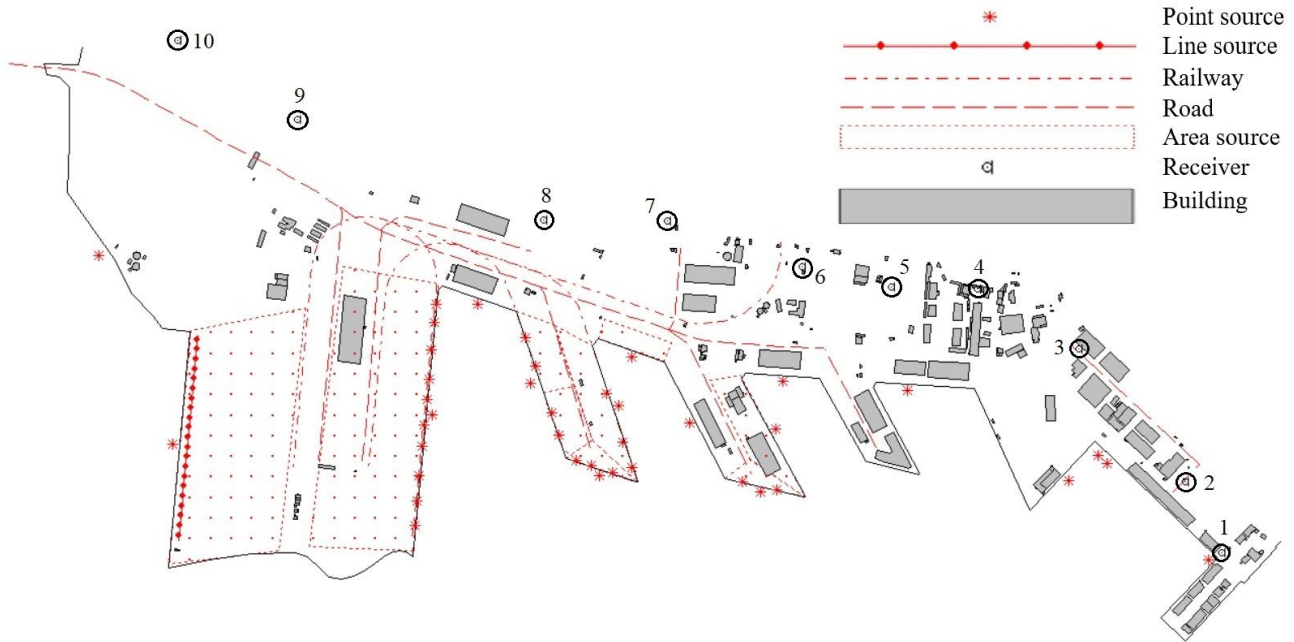 10
Point source
Line source
Railway
9
Road
Area source
Receiver
8
7
Building
6
5
4
3
2
1